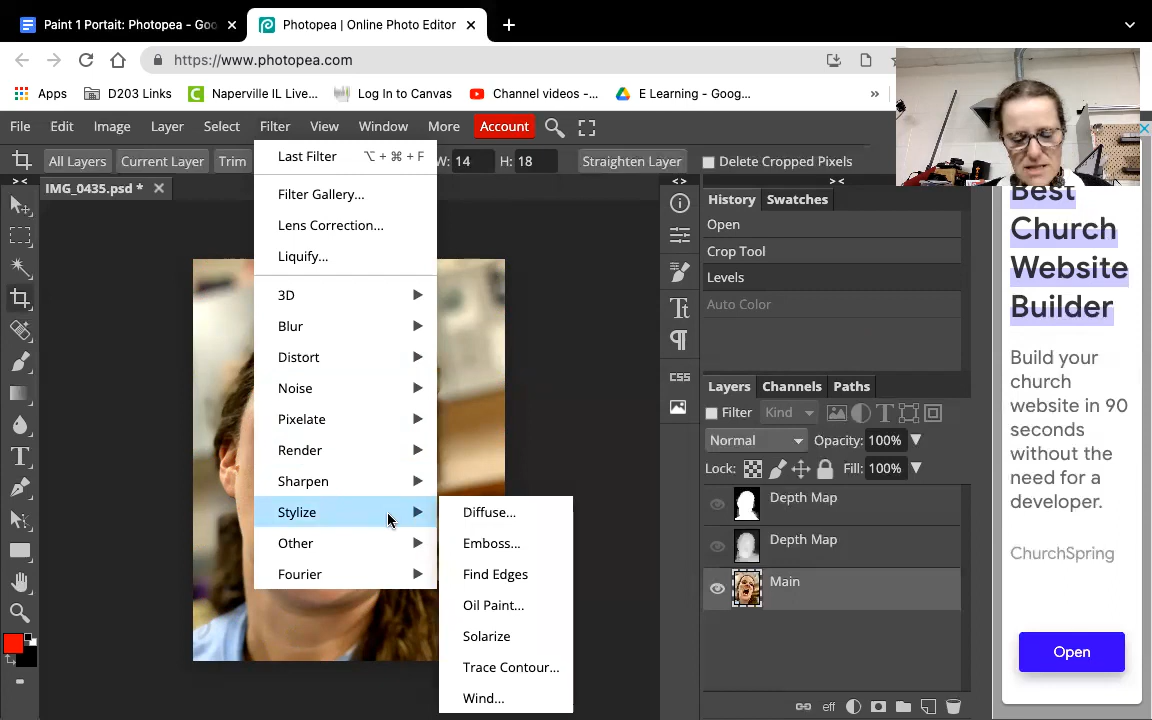 Paint 1 Portait: Photopea - Goo
Photopea | Online Photo Editor
https://www.photopea.com
Apps
D203 Links
Naperville IL Live...
Log In to Canvas
Channel videos -...
E Learning - Goog...
»
File Edit Image Layer Select Filter View Window More Account
All Layers Current Layer Trim
W: 14 H: 18 Straighten Layer Delete Cropped Pixels
IMG_0435.psd *
Last Filter ⌥ + ⌘ + F
Filter Gallery...
Lens Correction...
Liquify...
3D
Blur
Distort
Noise
Pixelate
Render
Sharpen
Stylize
Other
Fourier
Diffuse...
Emboss...
Find Edges
Oil Paint...
Solarize
Trace Contour...
Wind...
CSS
History Swatches
Open
Crop Tool
Levels
Auto Color
Layers Channels Paths
Filter Kind
Normal Opacity: 100%
Lock: Fill: 100%
Depth Map
Depth Map
Main
eff
Best
Church
Website
Builder
Build your
church
website in 90
seconds
without the
need for a
developer.
ChurchSpring
Open